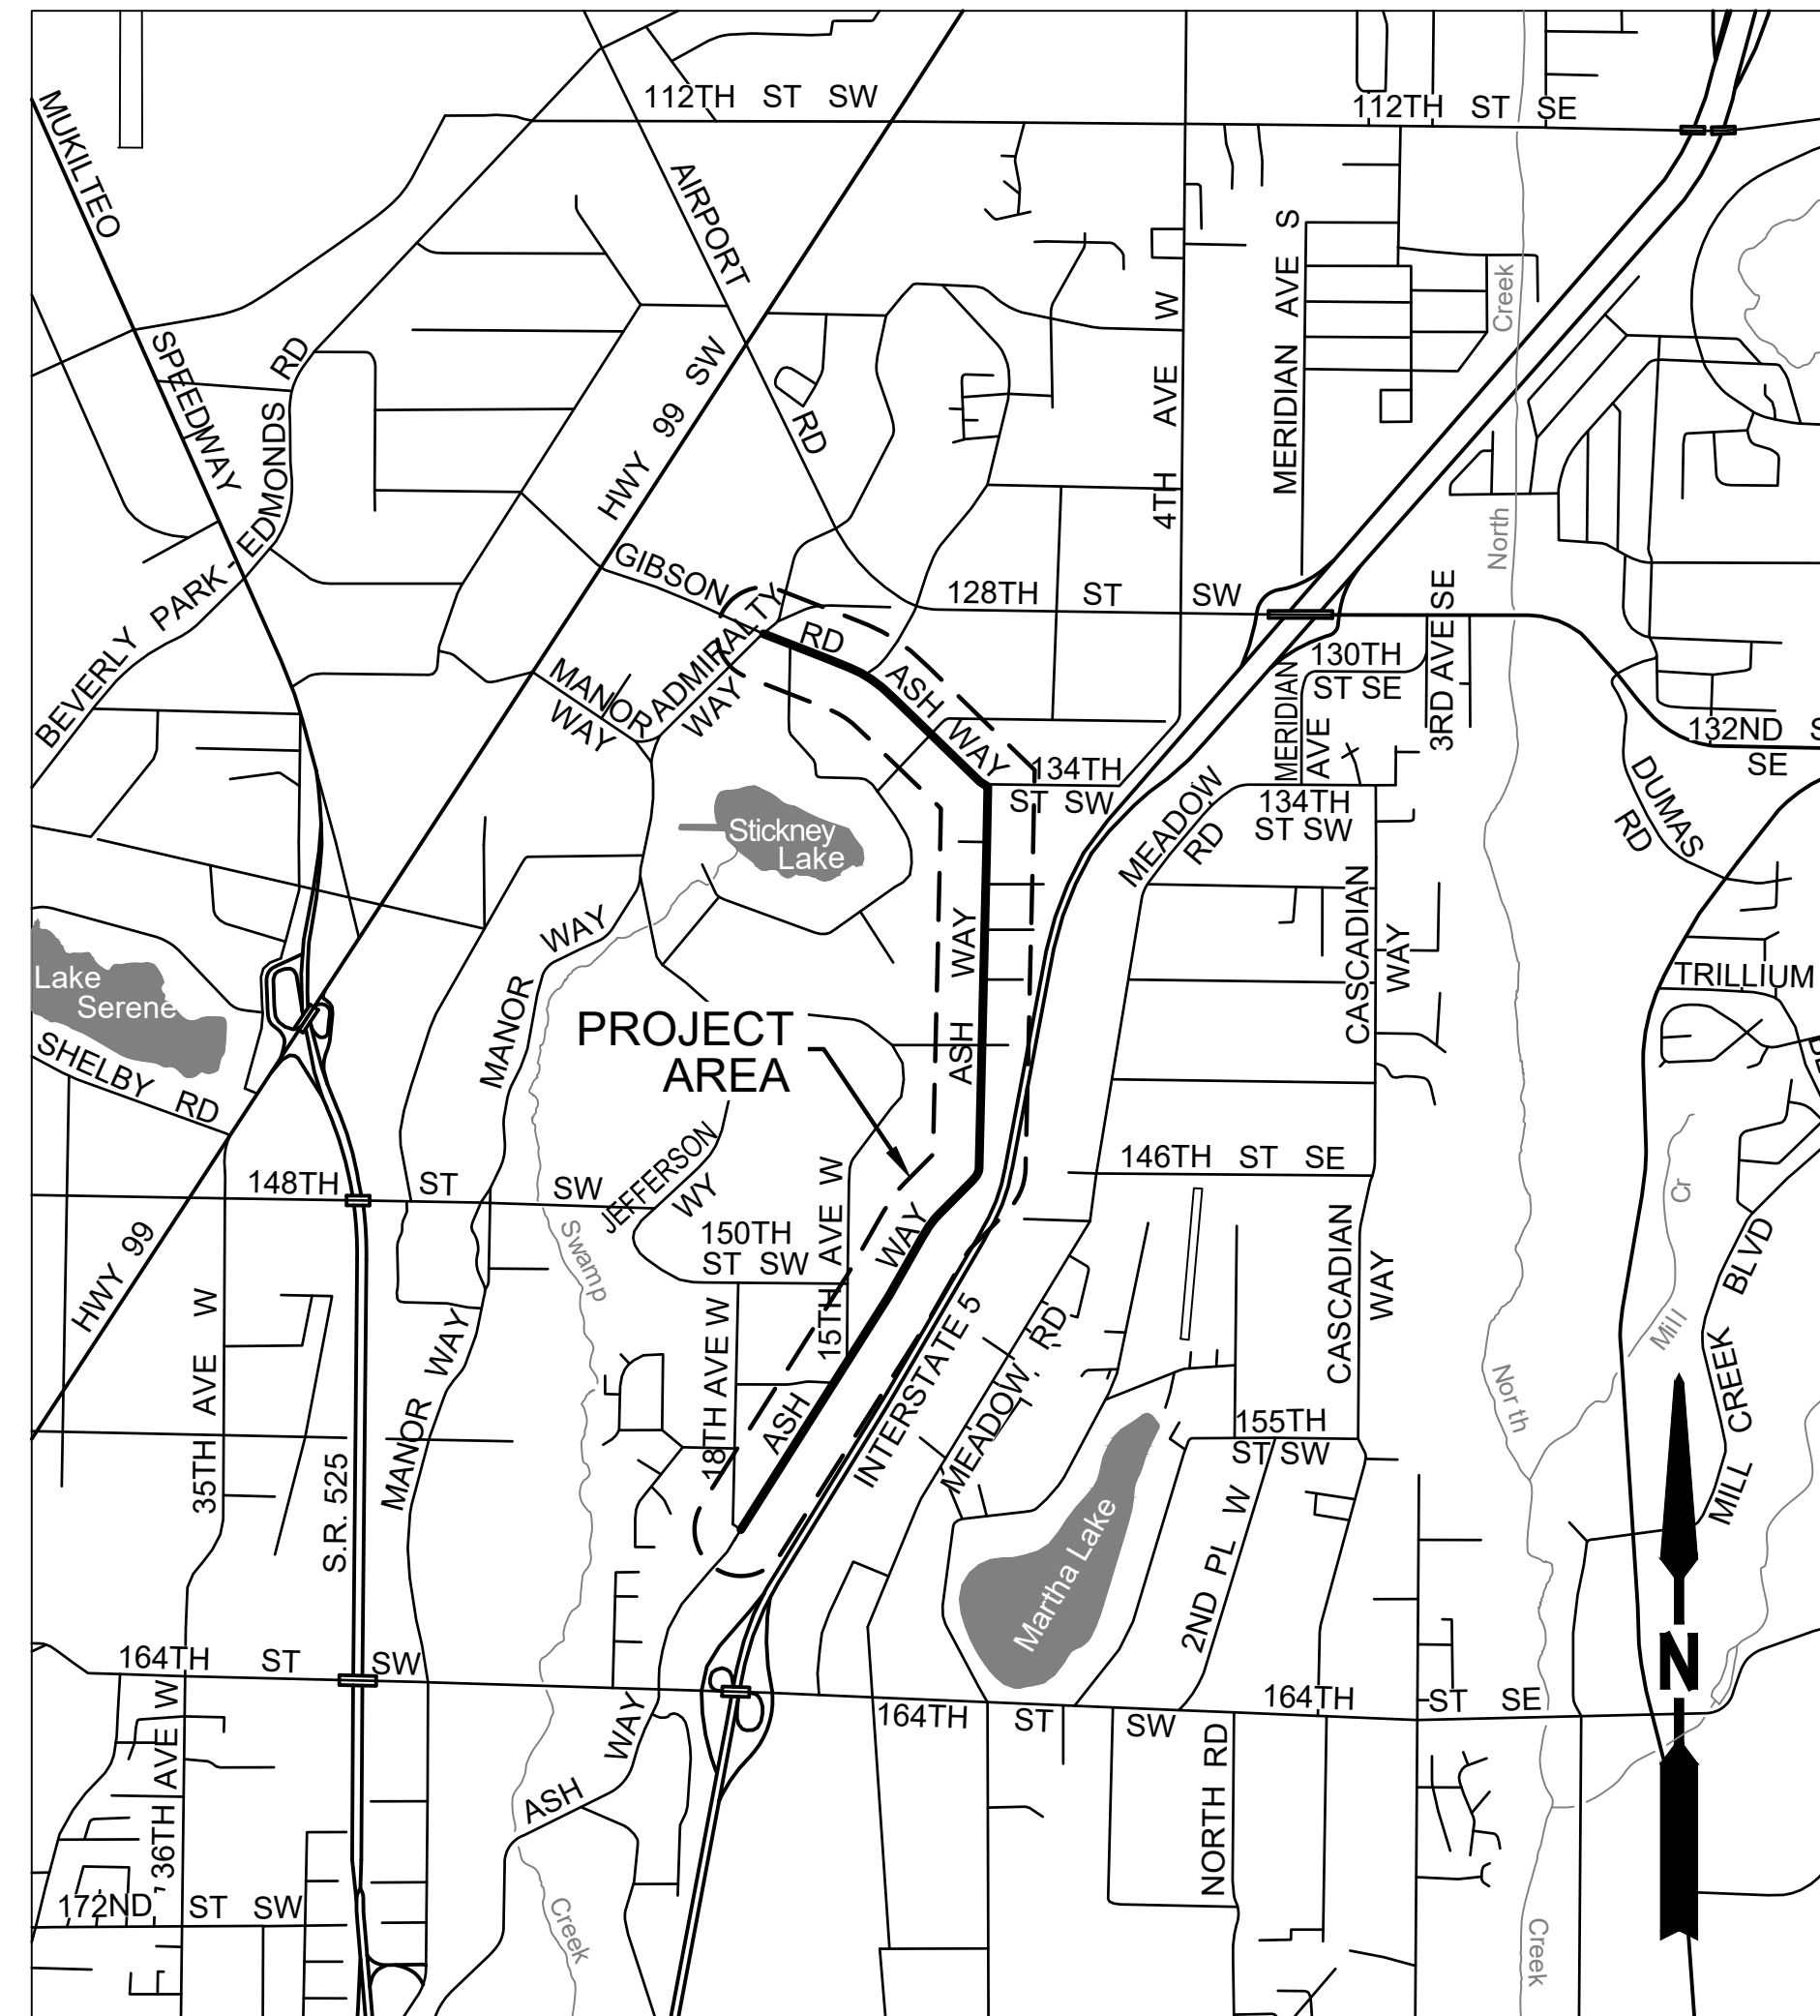 112TH ST SW
112TH ST SE
MUKILTEO
SPEEDWAY
AIRPORT
RD
HWY 99 SW
BEVERLY PARK - EDMONDS RD
4TH AVE W
MERIDIAN AVE S
Creek
North
GIBSON
RD
128TH ST SW
ADMIRALTY
WAY
MANOR
WAY
ASH
WAY
130TH
ST SE
3RD AVE SE
MERIDIAN
AVE
132ND S
SE
134TH
ST SW
134TH
ST SW
MEADOW
RD
DUMAS
RD
Stickney
Lake
Lake
Serene
SHELBY RD
MANOR WAY
ASH WAY
CASCADIAN
WAY
TRILLIUM
PROJECT
AREA
148TH ST SW
JEFFERSON
WY
146TH ST SE
150TH
ST SW
15TH AVE W
WAY
ASH
18TH AVE W
HWY 99
35TH AVE W
S.R. 525
MANOR WAY
Swamp
INTERSTATE 5
MEADOW RD
CASCADIAN
WAY
Cr
Mill
MILL CREEK BLVD
North
155TH
ST SW
2ND PL W
Martha Lake
N
164TH ST SW
164TH ST SW
164TH ST SE
36TH AVE W
ASH WAY
NORTH RD
172ND ST SW
Creek
Creek